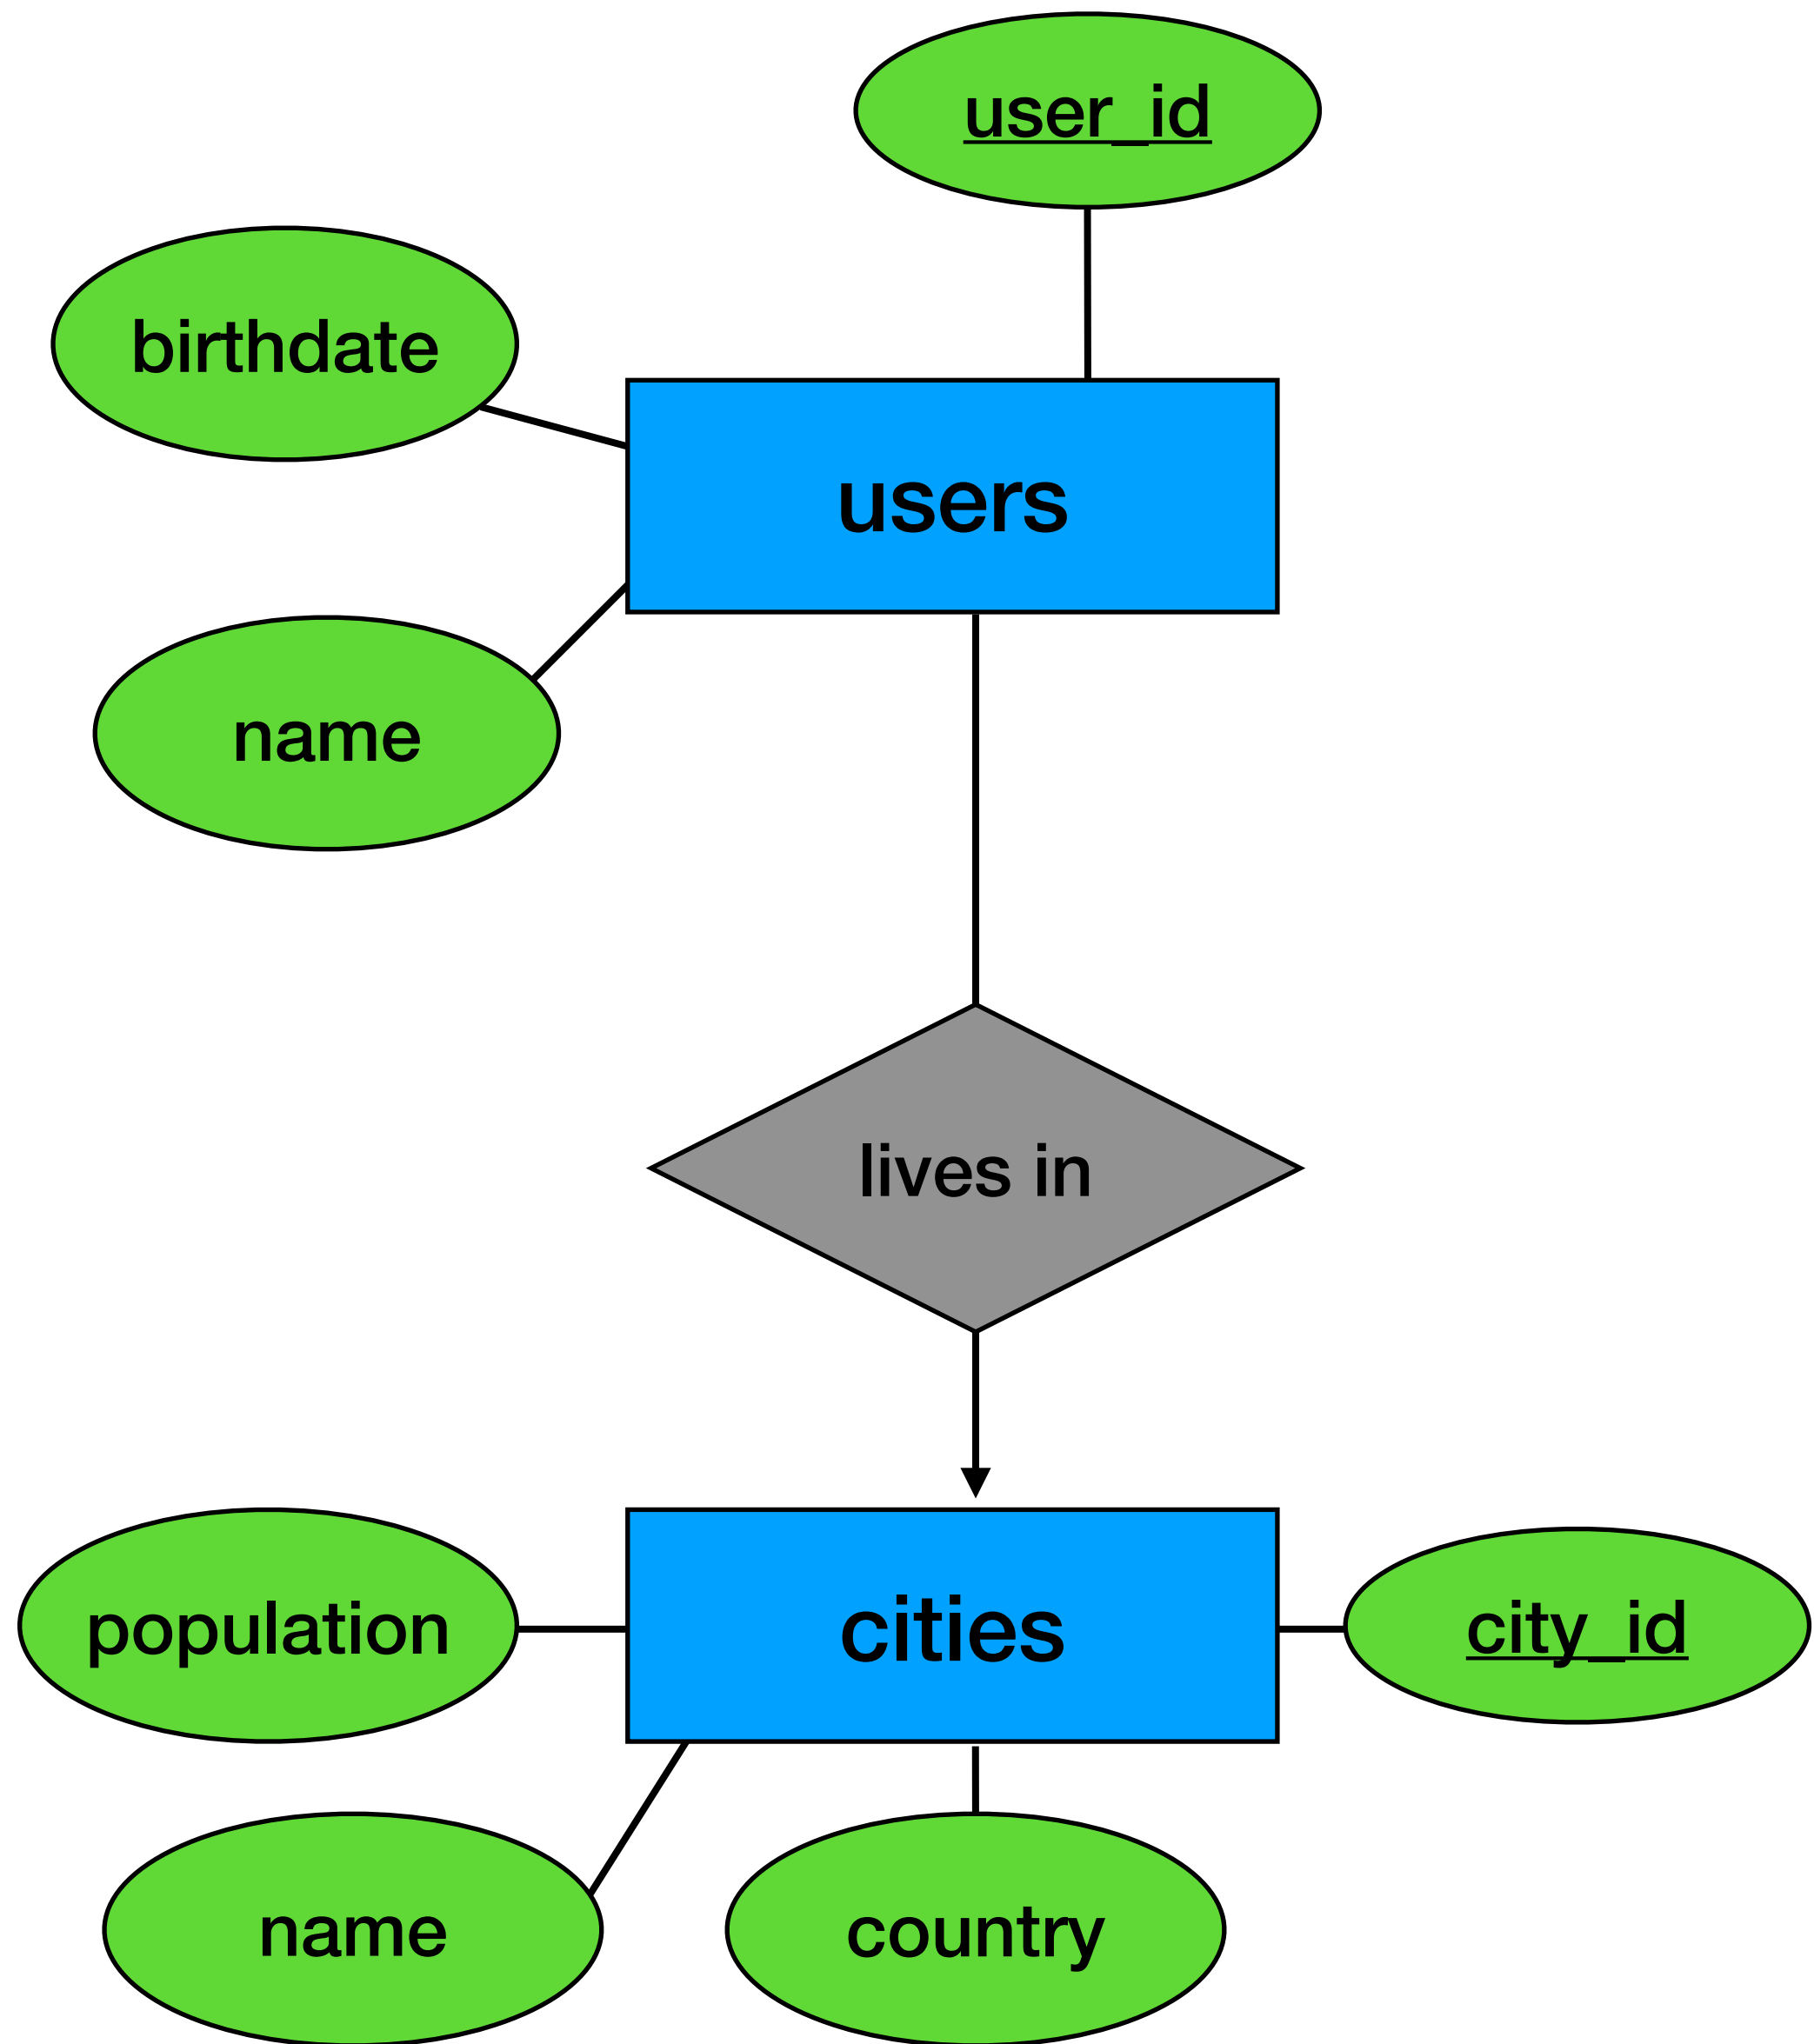 user_id
birthdate
users
name
lives in
population
cities
city_id
name
country